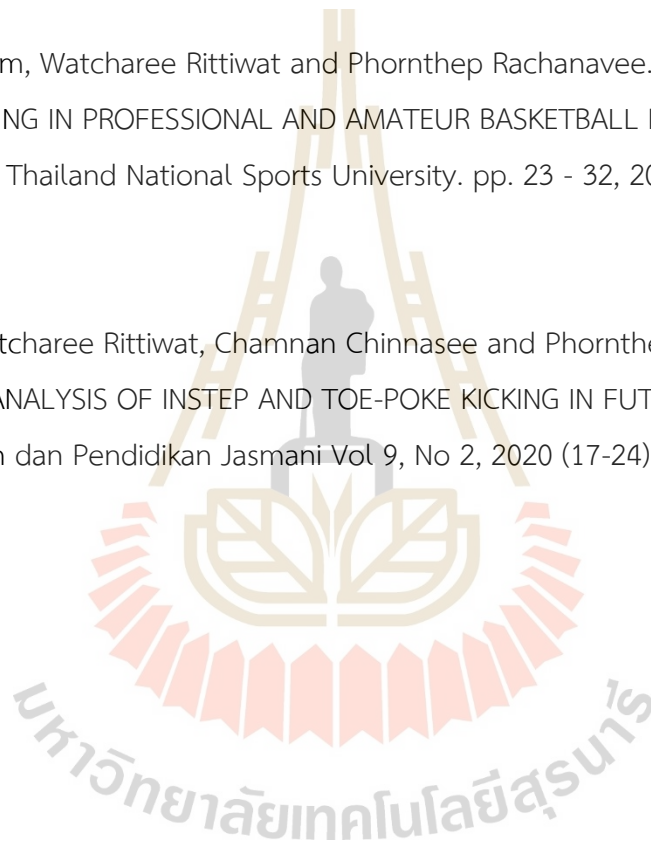 m, Watcharee Rittiwat and Phornthep Rachanavee.
NG IN PROFESSIONAL AND AMATEUR BASKETBALL
Thailand National Sports University. pp. 23 - 32, 20
tcharee Rittiwat, Chamnan Chinnasee and Phornthe
ANALYSIS OF INSTEP AND TOE-POKE KICKING IN FUT
n dan Pendidikan Jasmani Vol 9, No 2, 2020 (17-24)
มหาวิทยาลัยเทคโนโลยีสุรนารี